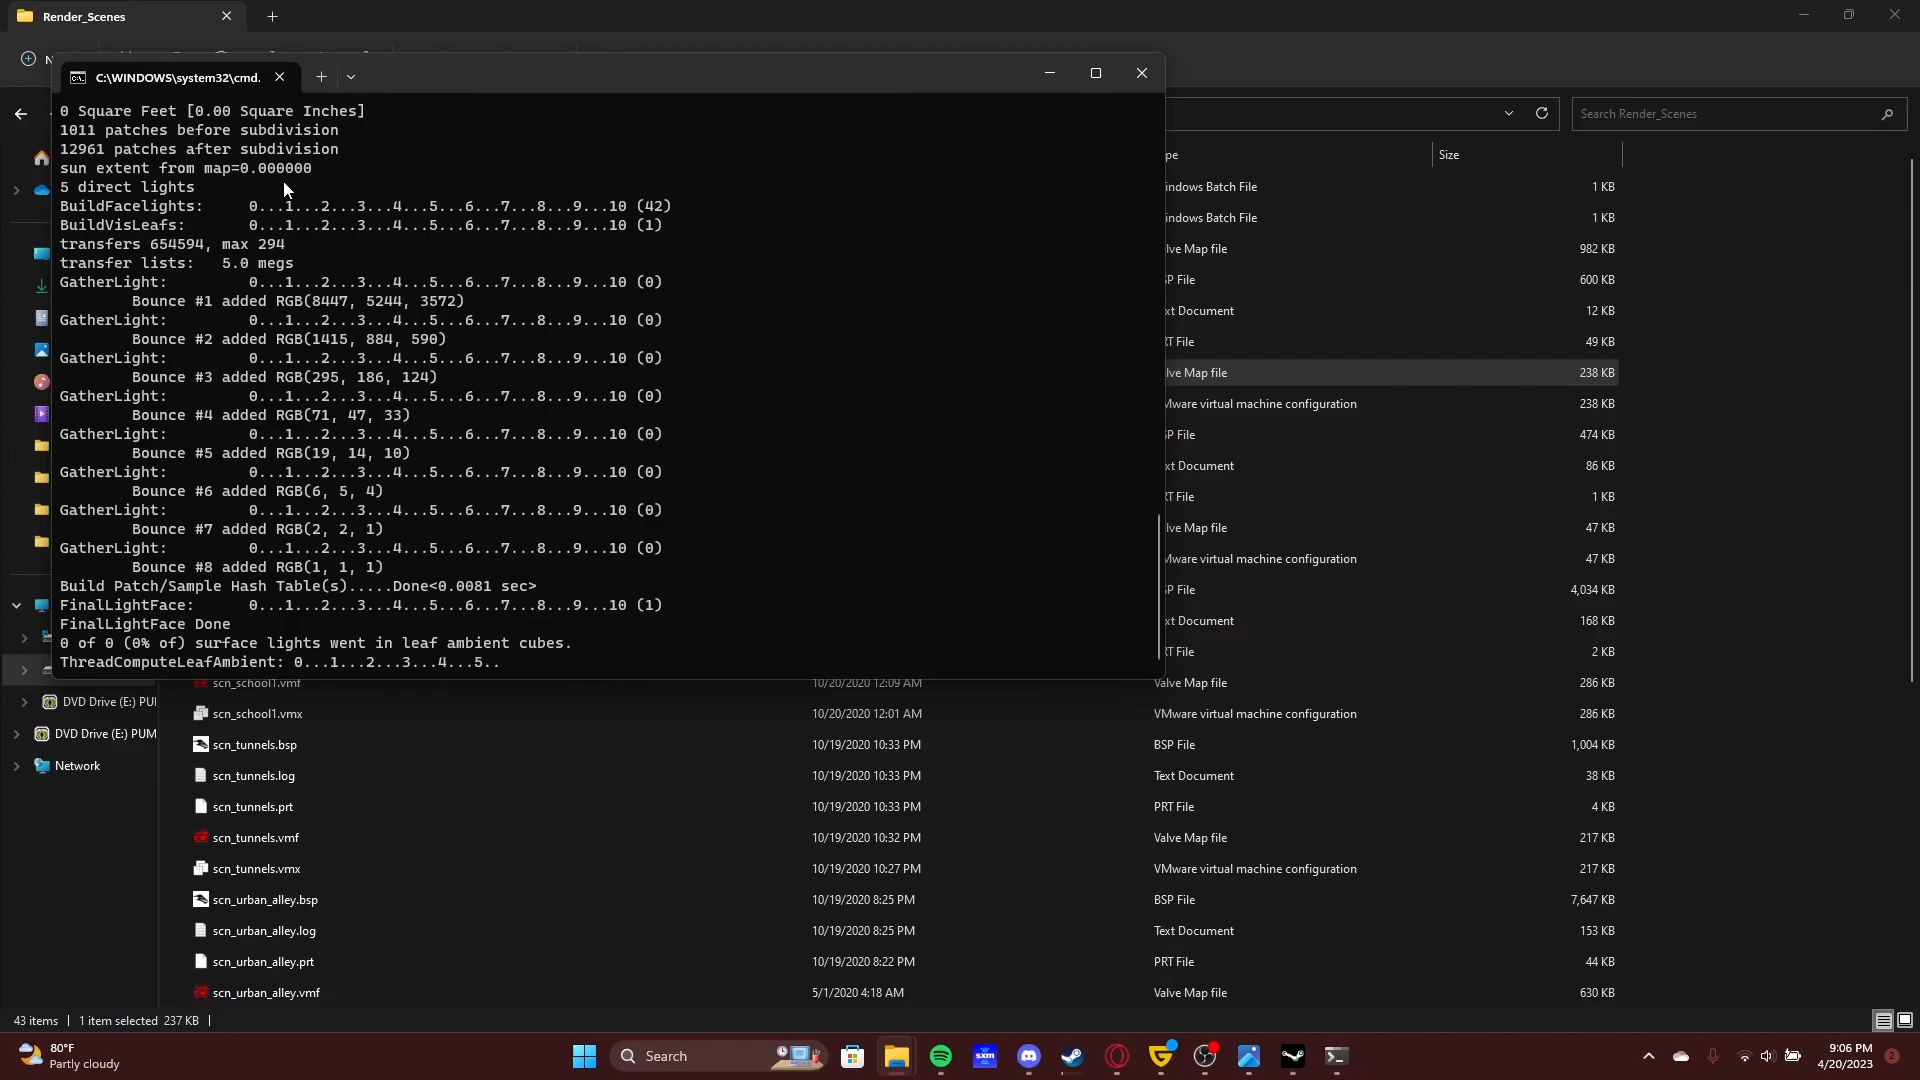 Render_Scenes
C:\WINDOWS\system32\cmd.
0 Square Feet [0.00 Square Inches]
1011 patches before subdivision
12961 patches after subdivision
sun extent from map=0.000000
5 direct lights
BuildFacelights:     0...1...2...3...4...5...6...7...8...9...10 (42)
BuildVisLeafs:       0...1...2...3...4...5...6...7...8...9...10 (1)
transfers 654594, max 294
transfer lists:   5.0 megs
GatherLight:         0...1...2...3...4...5...6...7...8...9...10 (0)
Bounce #1 added RGB(8447, 5244, 3572)
GatherLight:         0...1...2...3...4...5...6...7...8...9...10 (0)
Bounce #2 added RGB(1415, 884, 590)
GatherLight:         0...1...2...3...4...5...6...7...8...9...10 (0)
Bounce #3 added RGB(295, 186, 124)
GatherLight:         0...1...2...3...4...5...6...7...8...9...10 (0)
Bounce #4 added RGB(71, 47, 33)
GatherLight:         0...1...2...3...4...5...6...7...8...9...10 (0)
Bounce #5 added RGB(19, 14, 10)
GatherLight:         0...1...2...3...4...5...6...7...8...9...10 (0)
Bounce #6 added RGB(6, 5, 4)
GatherLight:         0...1...2...3...4...5...6...7...8...9...10 (0)
Bounce #7 added RGB(2, 2, 1)
GatherLight:         0...1...2...3...4...5...6...7...8...9...10 (0)
Bounce #8 added RGB(1, 1, 1)
Build Patch/Sample Hash Table(s).....Done<0.0081 sec>
FinalLightFace:      0...1...2...3...4...5...6...7...8...9...10 (1)
FinalLightFace Done
0 of 0 (0% of) surface lights went in leaf ambient cubes.
ThreadComputeLeafAmbient: 0...1...2...3...4...5..
Search Render_Scenes
pe Size
indows Batch File 1 KB
indows Batch File 1 KB
lve Map file 982 KB
SP File 600 KB
xt Document 12 KB
RT File 49 KB
lve Map file 238 KB
Mware virtual machine configuration 238 KB
SP File 474 KB
xt Document 86 KB
RT File 1 KB
lve Map file 47 KB
Mware virtual machine configuration 47 KB
SP File 4,034 KB
xt Document 168 KB
RT File 2 KB
scn_school1.vmf 10/20/2020 12:09 AM Valve Map file 286 KB
scn_school1.vmx 10/20/2020 12:01 AM VMware virtual machine configuration 286 KB
scn_tunnels.bsp 10/19/2020 10:33 PM BSP File 1,004 KB
scn_tunnels.log 10/19/2020 10:33 PM Text Document 38 KB
scn_tunnels.prt 10/19/2020 10:33 PM PRT File 4 KB
scn_tunnels.vmf 10/19/2020 10:32 PM Valve Map file 217 KB
scn_tunnels.vmx 10/19/2020 10:27 PM VMware virtual machine configuration 217 KB
scn_urban_alley.bsp 10/19/2020 8:25 PM BSP File 7,647 KB
scn_urban_alley.log 10/19/2020 8:25 PM Text Document 153 KB
scn_urban_alley.prt 10/19/2020 8:22 PM PRT File 44 KB
scn_urban_alley.vmf 5/1/2020 4:18 AM Valve Map file 630 KB
DVD Drive (E:) PUI
DVD Drive (E:) PUM
Network
43 items | 1 item selected 237 KB |
80°F
Partly cloudy
Search
sxm
9:06 PM
4/20/2023
2